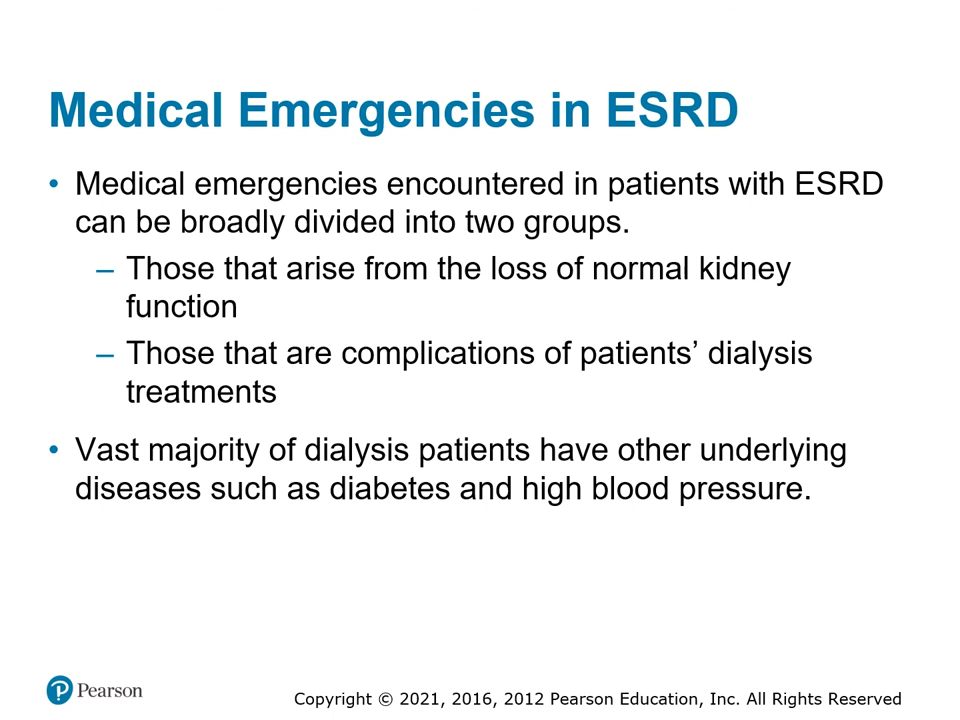 Medical Emergencies in ESRD
• Medical emergencies encountered in patients with ESRD
can be broadly divided into two groups.
– Those that arise from the loss of normal kidney
function
– Those that are complications of patients’ dialysis
treatments
• Vast majority of dialysis patients have other underlying
diseases such as diabetes and high blood pressure.
Pearson
Copyright © 2021, 2016, 2012 Pearson Education, Inc. All Rights Reserved